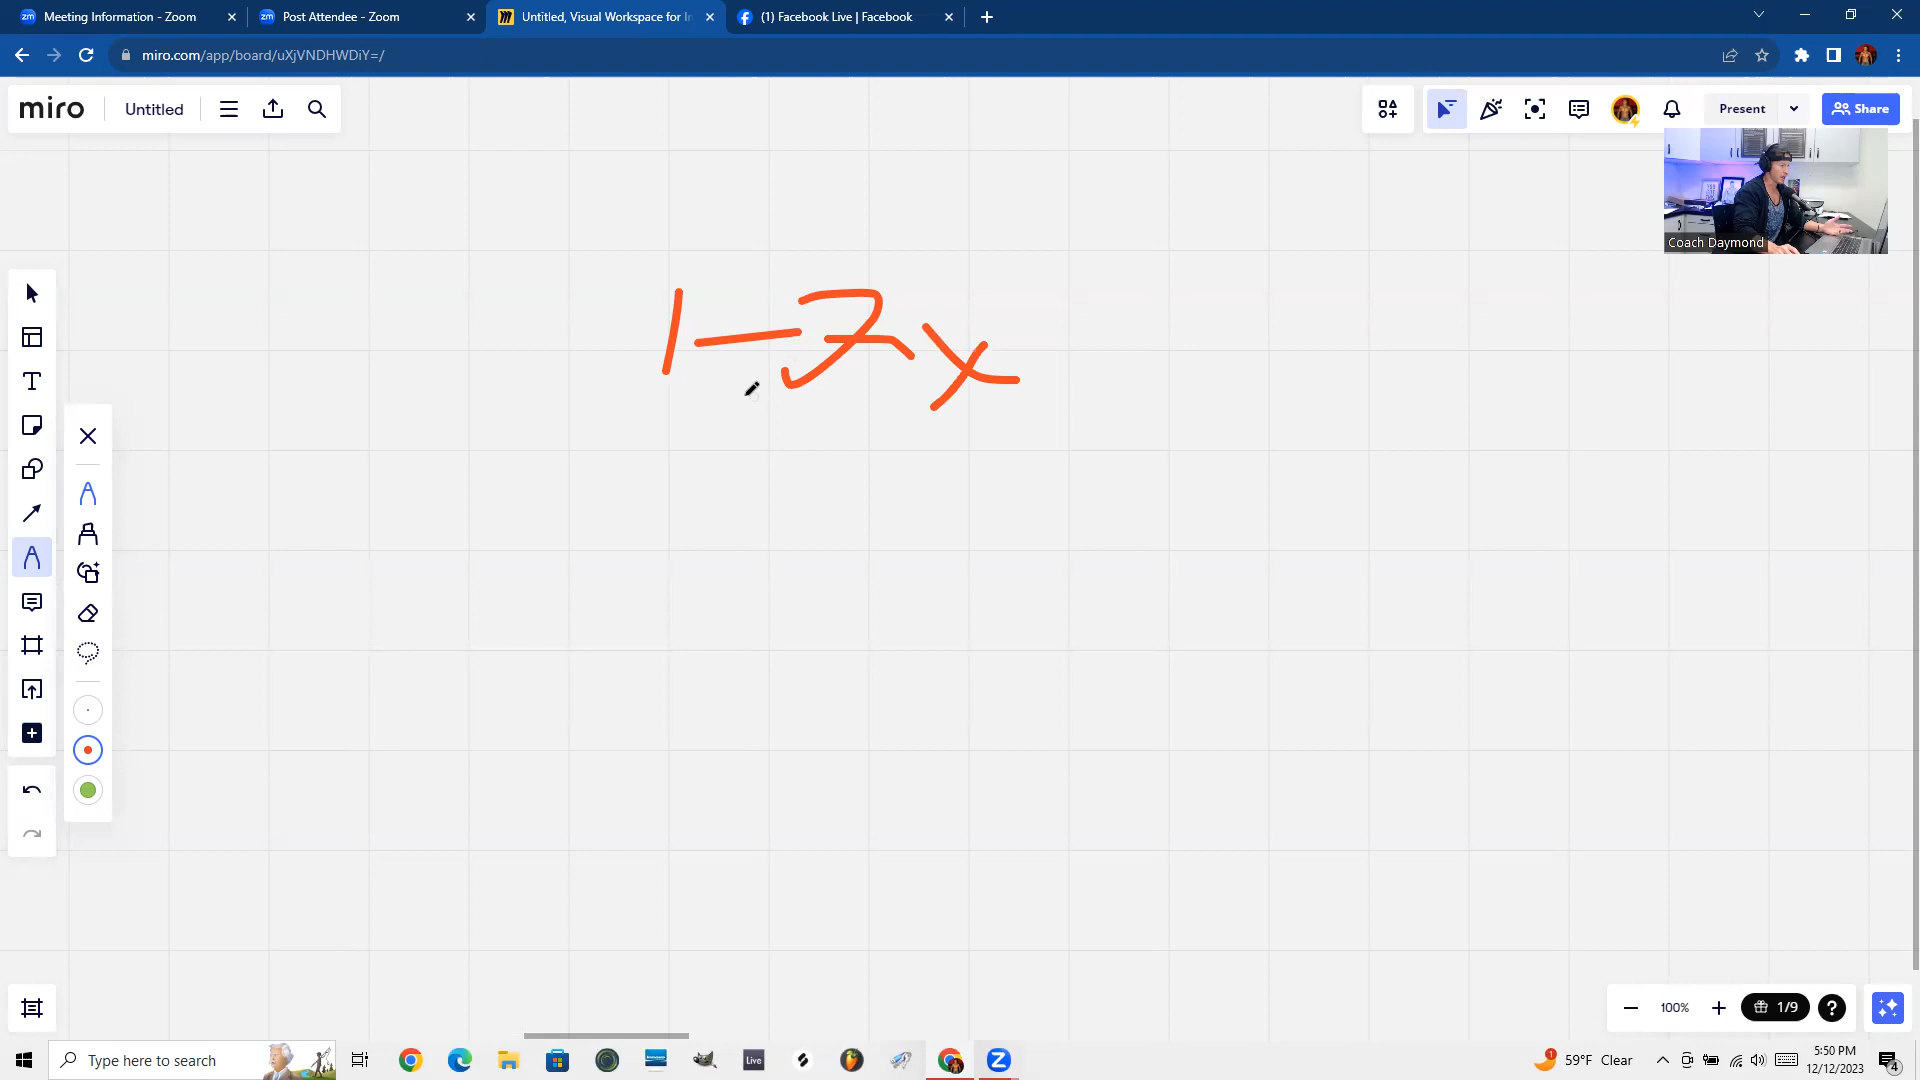 Meeting Information - Zoom
Post Attendee - Zoom
Untitled, Visual Workspace for In
(1) Facebook Live | Facebook
miro.com/app/board/uXjVNDHWDiY=/
miro
Untitled
Present
Share
Coach Daymond
1-2x
100%
1/9
Type here to search
Live
59°F Clear
5:50 PM
12/12/2023
4